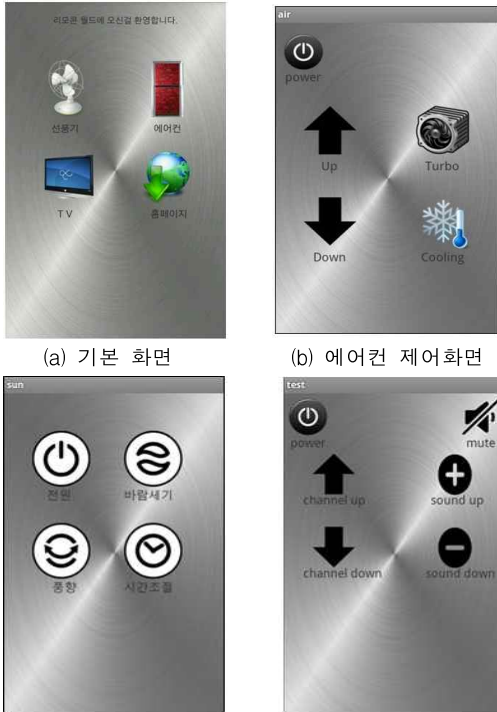 리모콘 월드에 오신걸 환영합니다.
선풍기
에어컨
T V
홈페이지
(a) 기본 화면
air
power
Up
Turbo
Down
Cooling
(b) 에어컨 제어화면
sun
전원
바람세기
풍향
시간조절
test
power
mute
channel up
sound up
channel down
sound down